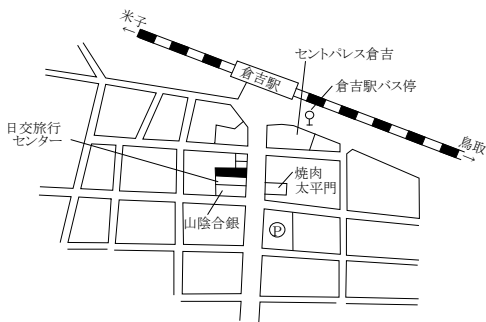 米子
セントパレス倉吉
倉吉駅
倉吉駅バス停
鳥取
日交旅行
センター
焼肉
太平門
山陰合銀
P